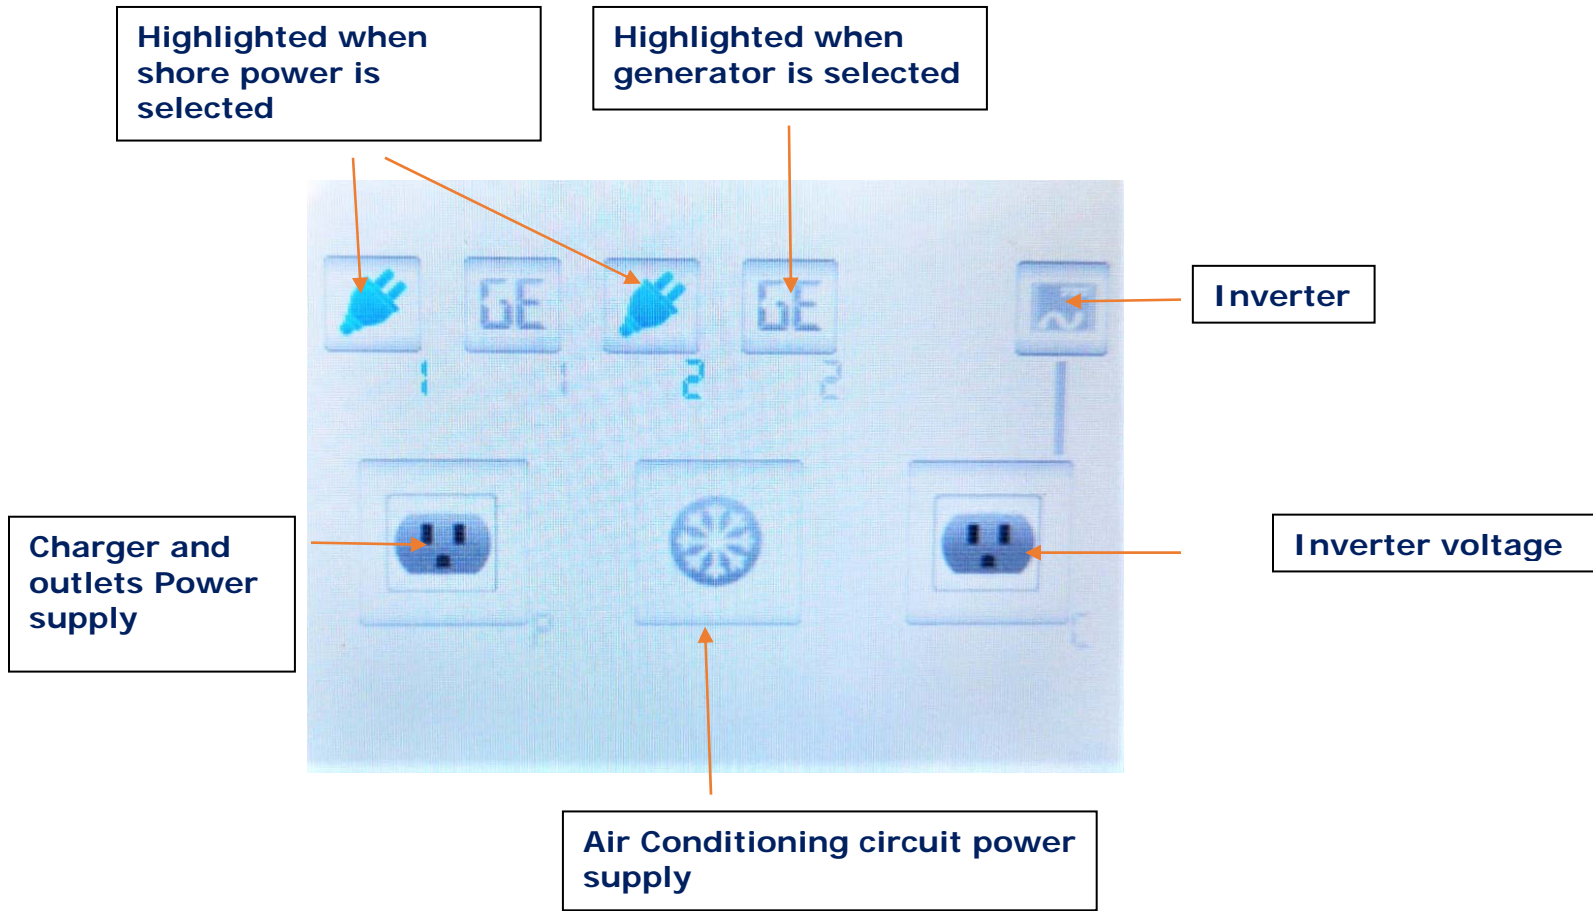 Highlighted when
shore power is
selected
Highlighted when
generator is selected
GE
GE
1
1
2
2
Inverter
Charger and
outlets Power
supply
P
C
Inverter voltage
Air Conditioning circuit power
supply